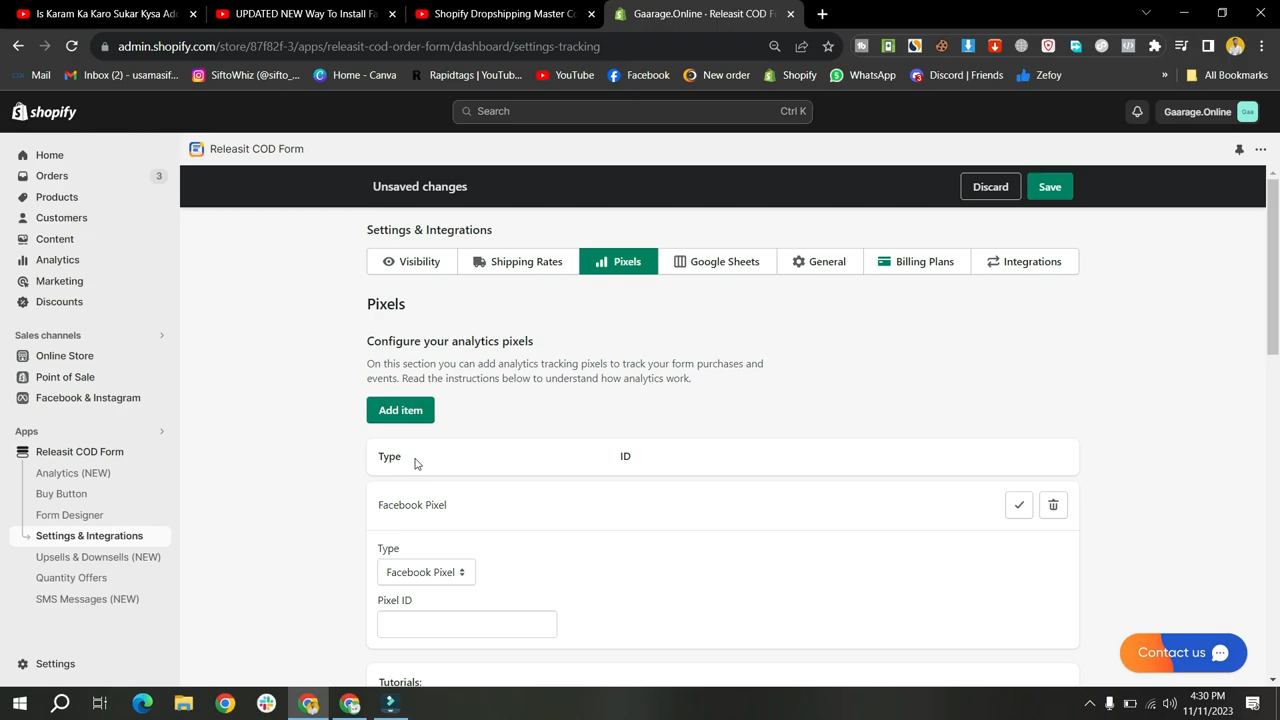 Is Karam Ka Karo Sukar Kysa Ad
UPDATED NEW Way To Install Fa
Shopify Dropshipping Master Co
Gaarage.Online · Releasit COD F
admin.shopify.com/store/87f82f-3/apps/releasit-cod-order-form/dashboard/settings-tracking
Mail
Inbox (2) - usamasif...
SiftoWhiz (@sifto_...
Home - Canva
Rapidtags | YouTub...
YouTube
Facebook
New order
Shopify
WhatsApp
Discord | Friends
Zefoy
»
All Bookmarks
shopify
Search
Ctrl K
Gaarage.Online
Gaa
Home
Orders
3
Products
Customers
Content
Analytics
Marketing
Discounts
Sales channels
Online Store
Point of Sale
Facebook & Instagram
Apps
Releasit COD Form
Analytics (NEW)
Buy Button
Form Designer
Settings & Integrations
Upsells & Downsells (NEW)
Quantity Offers
SMS Messages (NEW)
Settings
Releasit COD Form
Unsaved changes
Discard
Save
Settings & Integrations
Visibility
Shipping Rates
Pixels
Google Sheets
General
Billing Plans
Integrations
Pixels
Configure your analytics pixels
On this section you can add analytics tracking pixels to track your form purchases and
events. Read the instructions below to understand how analytics work.
Add item
Type
ID
Facebook Pixel
Type
Facebook Pixel
Pixel ID
Tutorials:
Contact us
4:30 PM
11/11/2023